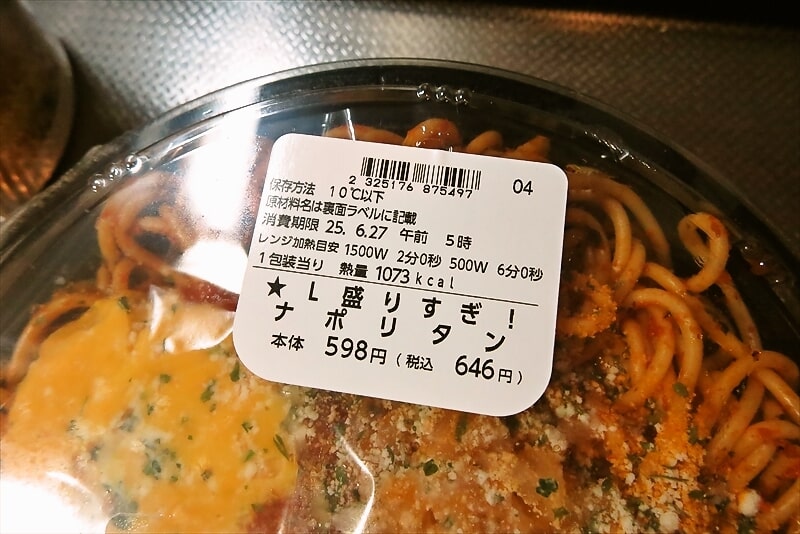 2 325176 875497 04
保存方法 10℃以下
原材料名は裏面ラベルに記載
消費期限 25. 6.27 午前 5時
レンジ加熱目安 1500W 2分0秒 500W 6分0秒
1包装当り 熱量 1073kcal
★L盛りすぎ!
ナポリタン
本体 598円(税込 646円)